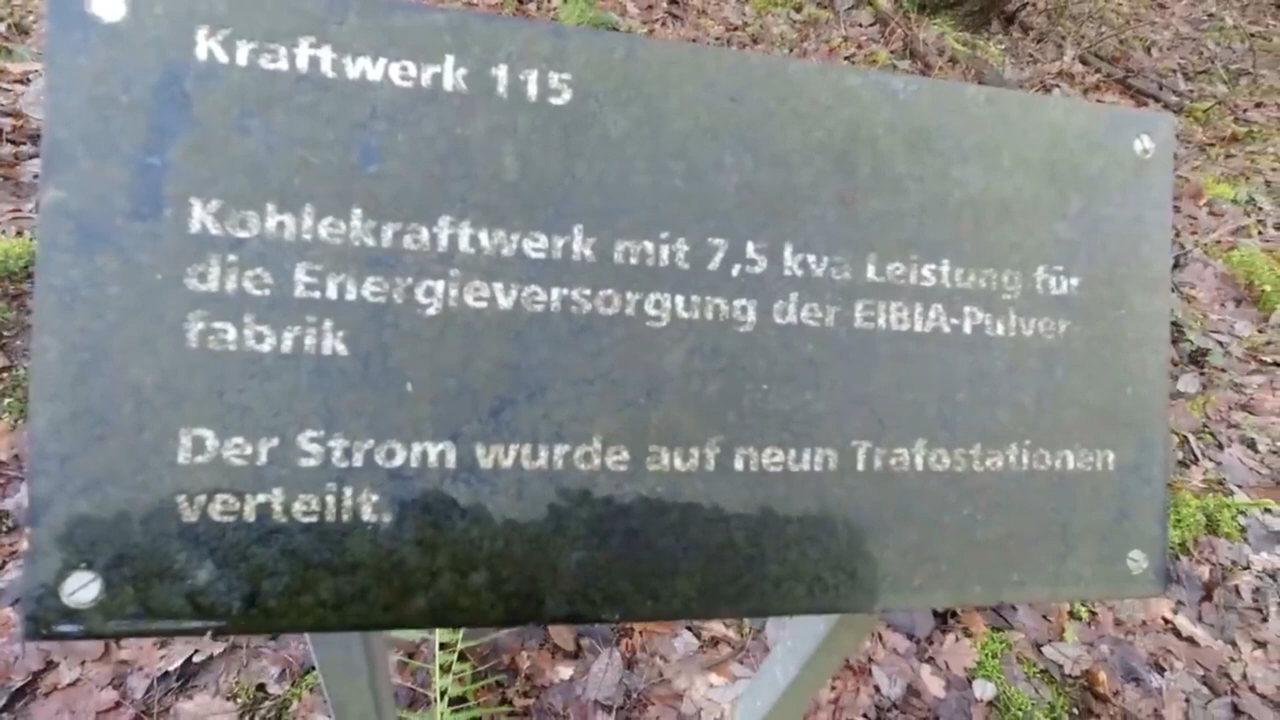 Kraftwerk 115
Kohlekraftwerk mit 7,5 kva Leistung für
die Energieversorgung der EIBIA-Pulver-
fabrik
Der Strom wurde auf neun Trafostationen
verteilt.